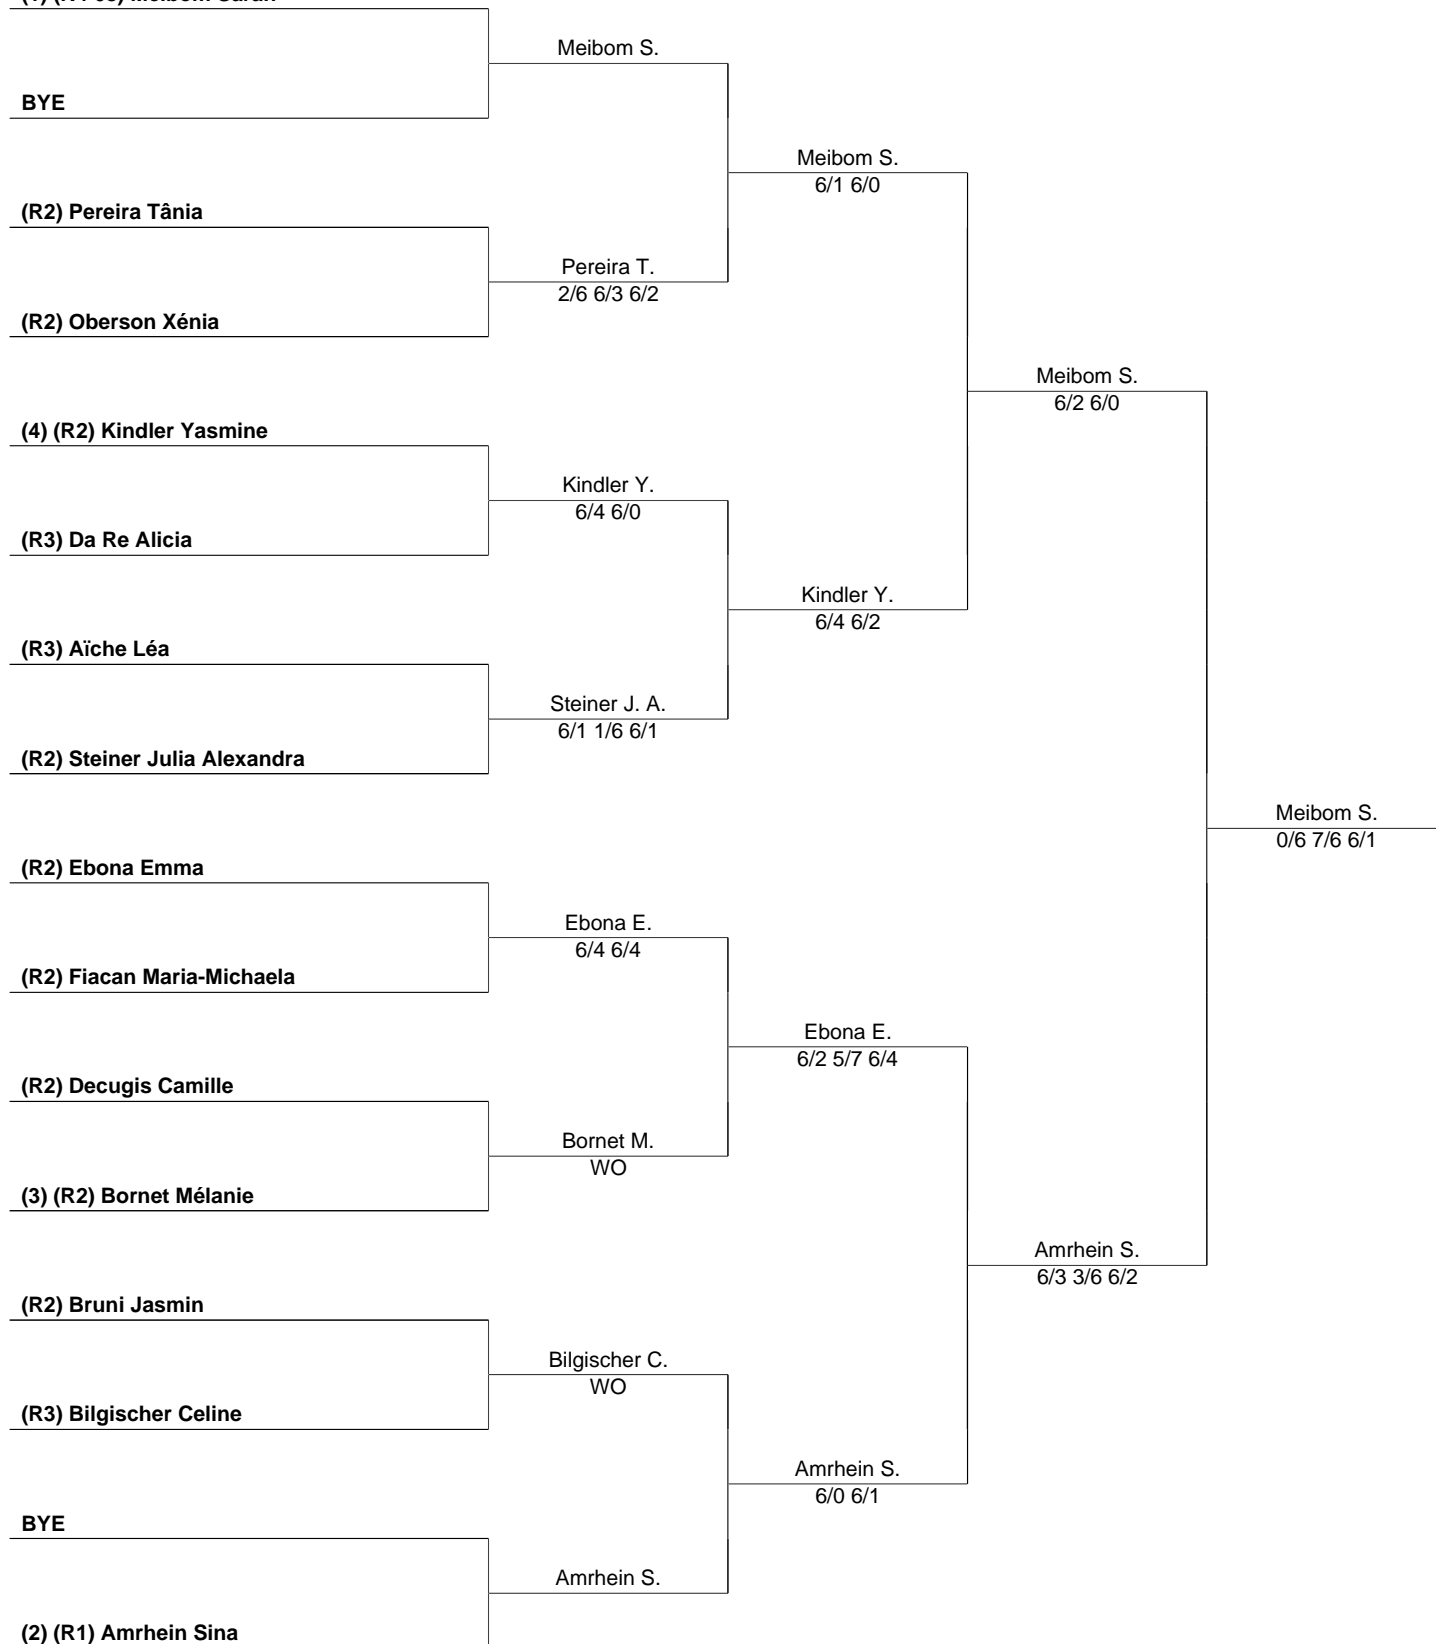 BYE
(R2) Pereira Tânia
(R2) Oberson Xénia
(4) (R2) Kindler Yasmine
(R3) Da Re Alicia
(R3) Aïche Léa
(R2) Steiner Julia Alexandra
(R2) Ebona Emma
(R2) Fiacan Maria-Michaela
(R2) Decugis Camille
(3) (R2) Bornet Mélanie
(R2) Bruni Jasmin
(R3) Bilgischer Celine
BYE
(2) (R1) Amrhein Sina
Meibom S.
Pereira T.
2/6 6/3 6/2
Kindler Y.
6/4 6/0
Steiner J. A.
6/1 1/6 6/1
Ebona E.
6/4 6/4
Bornet M.
WO
Bilgischer C.
WO
Amrhein S.
Meibom S.
6/1 6/0
Kindler Y.
6/4 6/2
Ebona E.
6/2 5/7 6/4
Amrhein S.
6/0 6/1
Meibom S.
6/2 6/0
Amrhein S.
6/3 3/6 6/2
Meibom S.
0/6 7/6 6/1